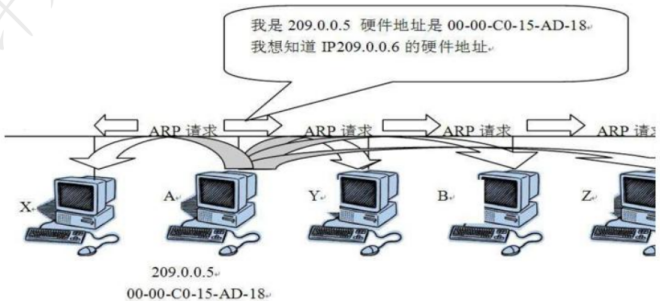 我是 209.0.0.5 硬件地址是 00-00-C0-15-AD-18
我想知道 IP209.0.0.6 的硬件地址
ARP 请求
ARP 请求
ARP 请求
ARP 请
X
A
Y
B
Z
209.0.0.5
00-00-C0-15-AD-18